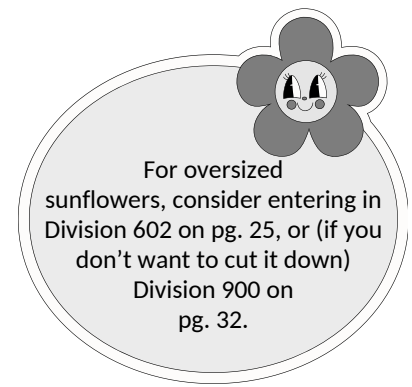 For oversized
sunflowers, consider entering in
Division 602 on pg. 25, or (if you
don’t want to cut it down)
Division 900 on
pg. 32.